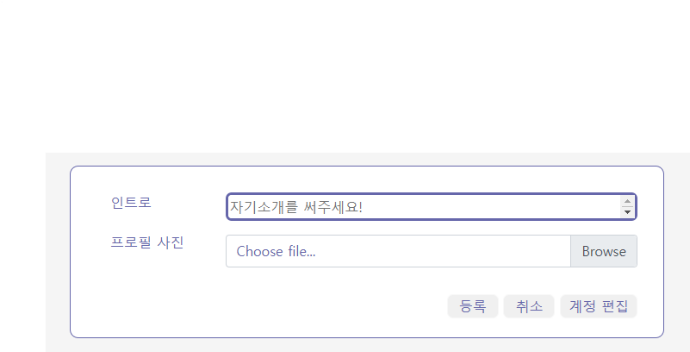 인트로
자기소개를 써주세요!
프로필 사진
Choose file...
Browse
등록
취소
계정 편집